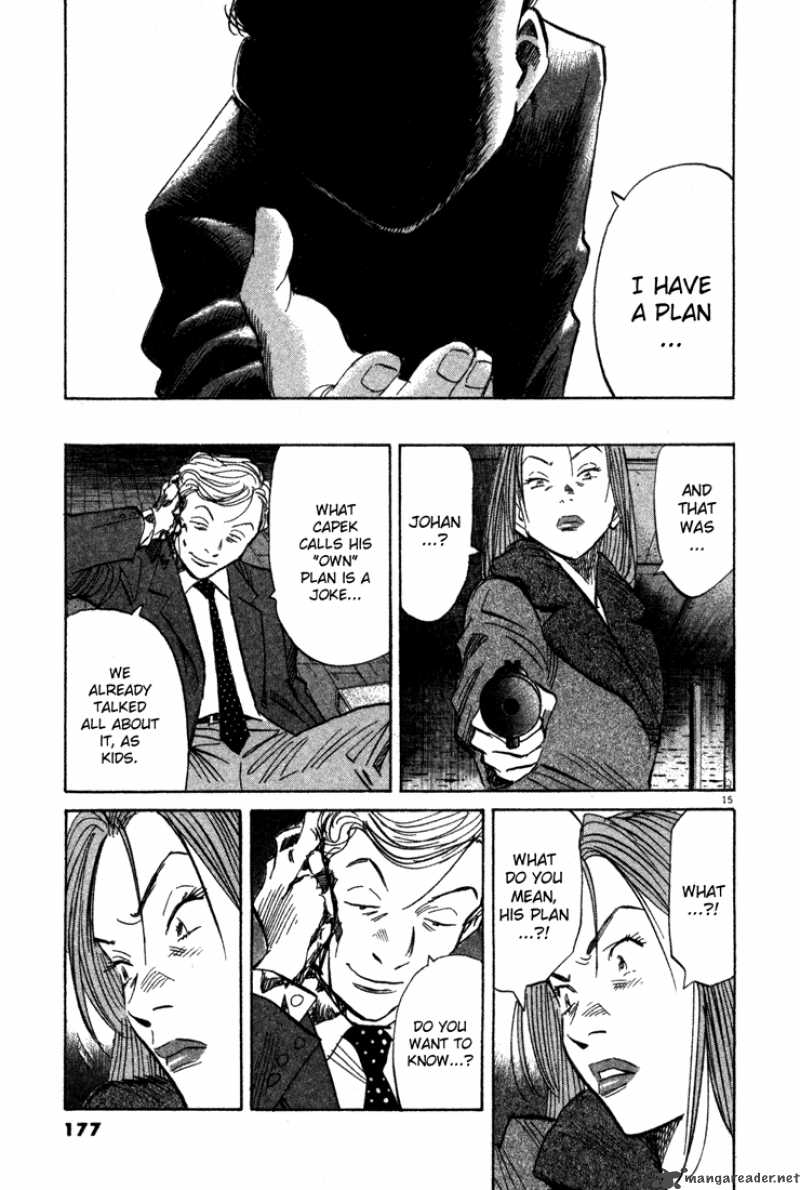 I HAVE
A PLAN
...
AND
THAT
WAS
...
JOHAN
...?
WHAT
CAPEK
CALLS HIS
"OWN"
PLAN IS A
JOKE...
WE
ALREADY
TALKED
ALL ABOUT
IT, AS
KIDS.
15
WHAT
...?!
WHAT
DO YOU
MEAN,
HIS PLAN
...?!
DO YOU
WANT TO
KNOW...?
177
mangareader.net